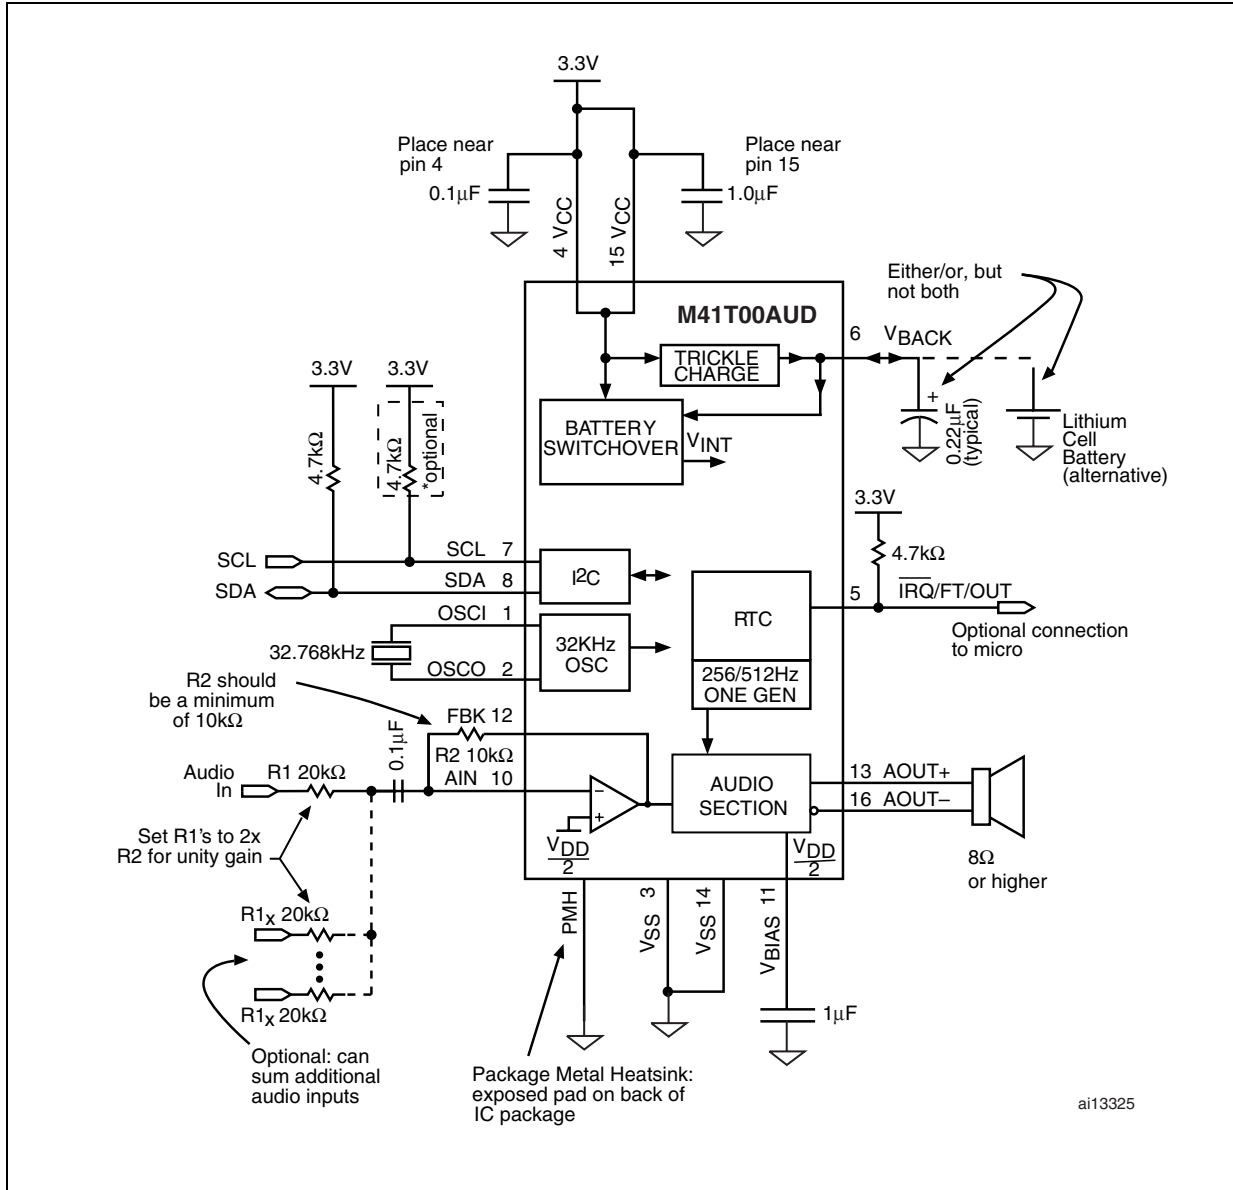 3.3V
Place near
pin 4
0.1µF
Place near
pin 15
1.0µF
4 VCC
15 VCC
M41T00AUD
Either/or, but
not both
6
VBACK
TRICKLE
CHARGE
3.3V
3.3V
4.7kΩ
4.7kΩ
*optional
BATTERY
SWITCHOVER
VINT
+
0.22µF
(typical)
Lithium
Cell
Battery
(alternative)
3.3V
4.7kΩ
SCL
SCL 7
SDA
SDA 8
I2C
5
IRQ/FT/OUT
Optional connection
to micro
RTC
OSCI 1
32.768kHz
OSCO 2
32KHz
OSC
256/512Hz
ONE GEN
R2 should
be a minimum
of 10kΩ
0.1µF
FBK 12
R2 10kΩ
AIN 10
Audio
In
R1 20kΩ
−
+
VDD
2
AUDIO
SECTION
13 AOUT+
16 AOUT−
8Ω
or higher
Set R1's to 2x
R2 for unity gain
VDD
2
R1x 20kΩ
R1x 20kΩ
PMH
VSS 3
VSS 14
VBIAS 11
1µF
Optional: can
sum additional
audio inputs
Package Metal Heatsink:
exposed pad on back of
IC package
ai13325